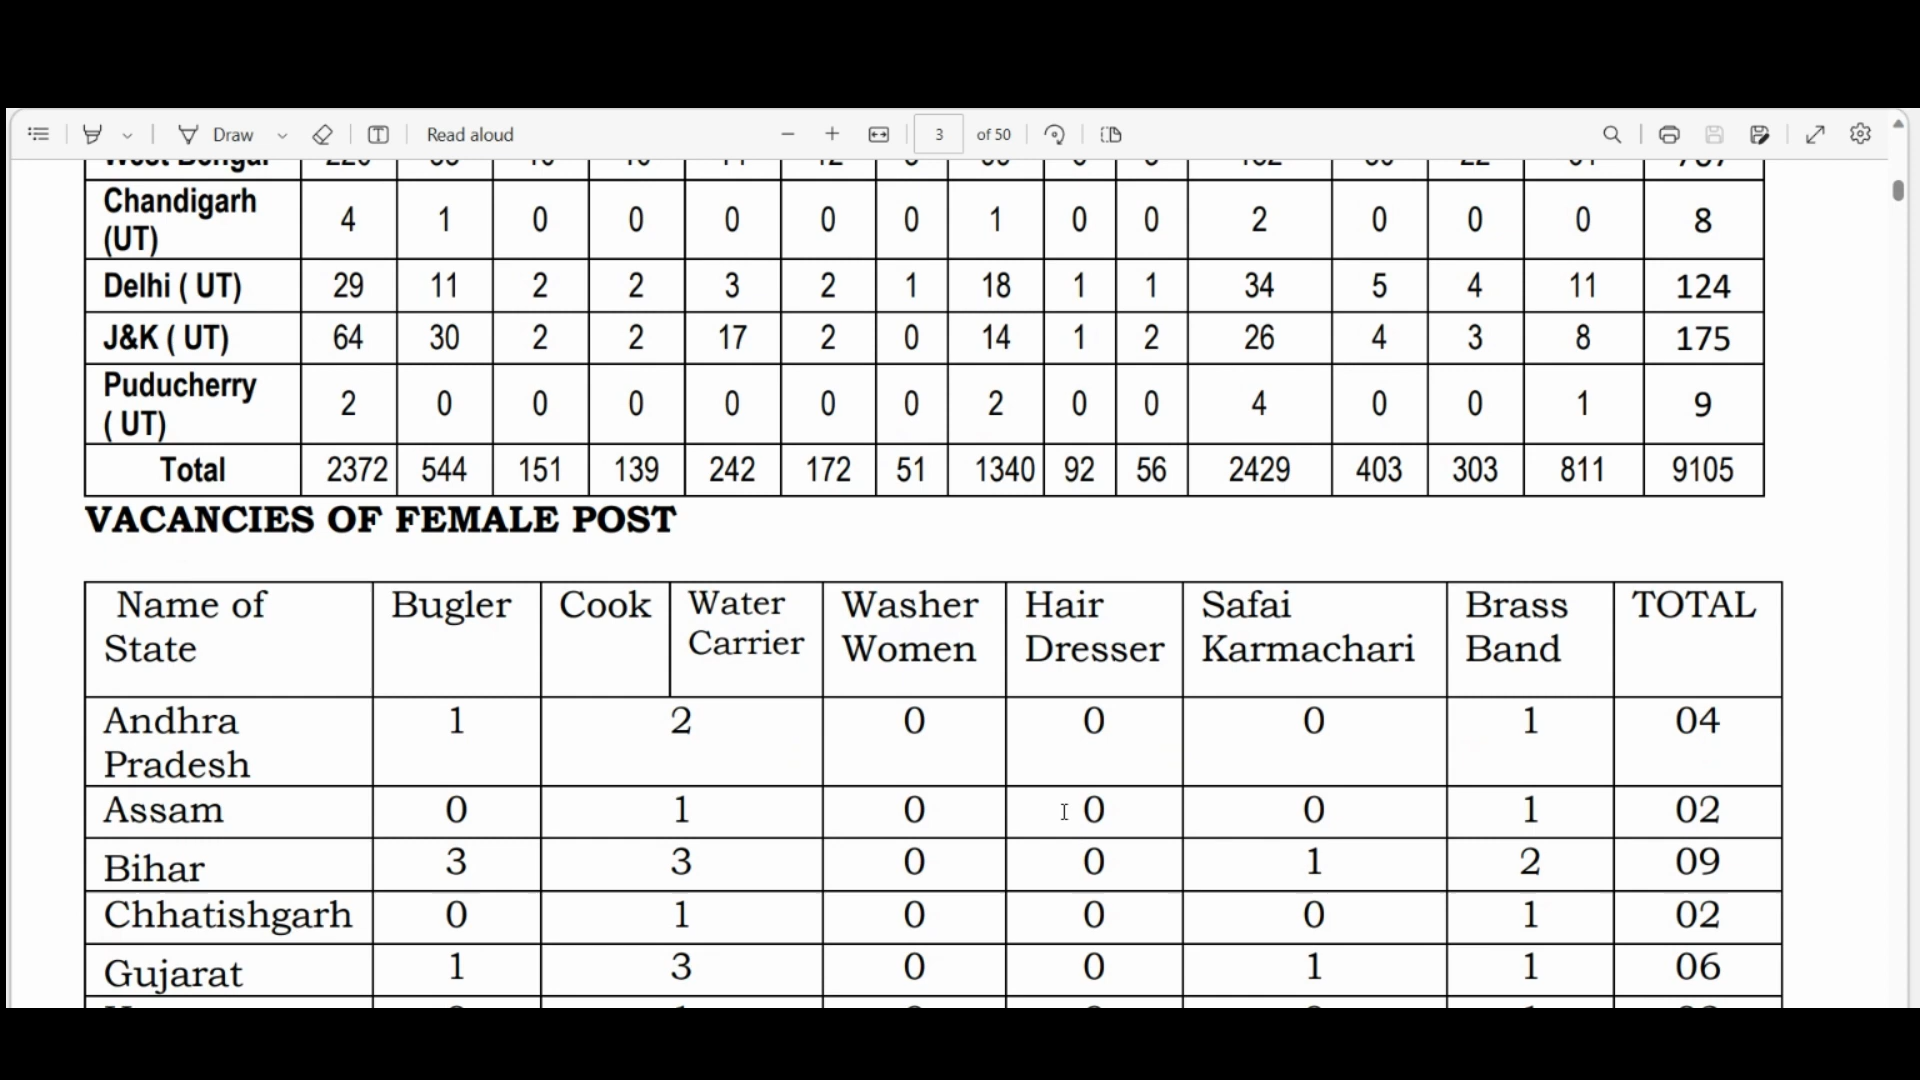 Draw Read aloud 3 of 50
Chandigarh (UT) 4 1 0 0 0 0 0 1 0 0 2 0 0 0 8
Delhi ( UT) 29 11 2 2 3 2 1 18 1 1 34 5 4 11 124
J&K ( UT) 64 30 2 2 17 2 0 14 1 2 26 4 3 8 175
Puducherry ( UT) 2 0 0 0 0 0 0 2 0 0 4 0 0 1 9
Total 2372 544 151 139 242 172 51 1340 92 56 2429 403 303 811 9105
VACANCIES OF FEMALE POST
Name of State Bugler Cook Water Carrier Washer Women Hair Dresser Safai Karmachari Brass Band TOTAL
Andhra Pradesh 1 2 0 0 0 1 04
Assam 0 1 0 0 0 1 02
Bihar 3 3 0 0 1 2 09
Chhatishgarh 0 1 0 0 0 1 02
Gujarat 1 3 0 0 1 1 06